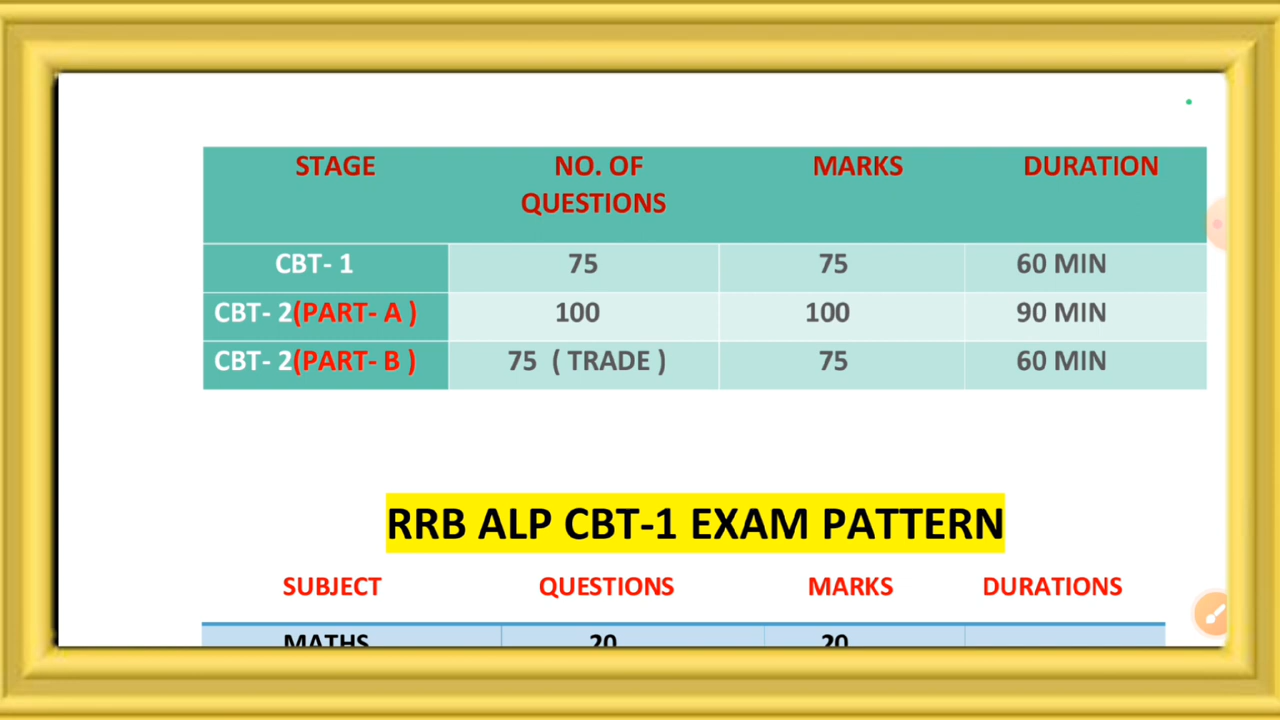 STAGE NO. OF QUESTIONS MARKS DURATION
CBT- 1 75 75 60 MIN
CBT- 2(PART- A ) 100 100 90 MIN
CBT- 2(PART- B ) 75 ( TRADE ) 75 60 MIN
RRB ALP CBT-1 EXAM PATTERN
SUBJECT QUESTIONS MARKS DURATIONS
MATHS 20 20